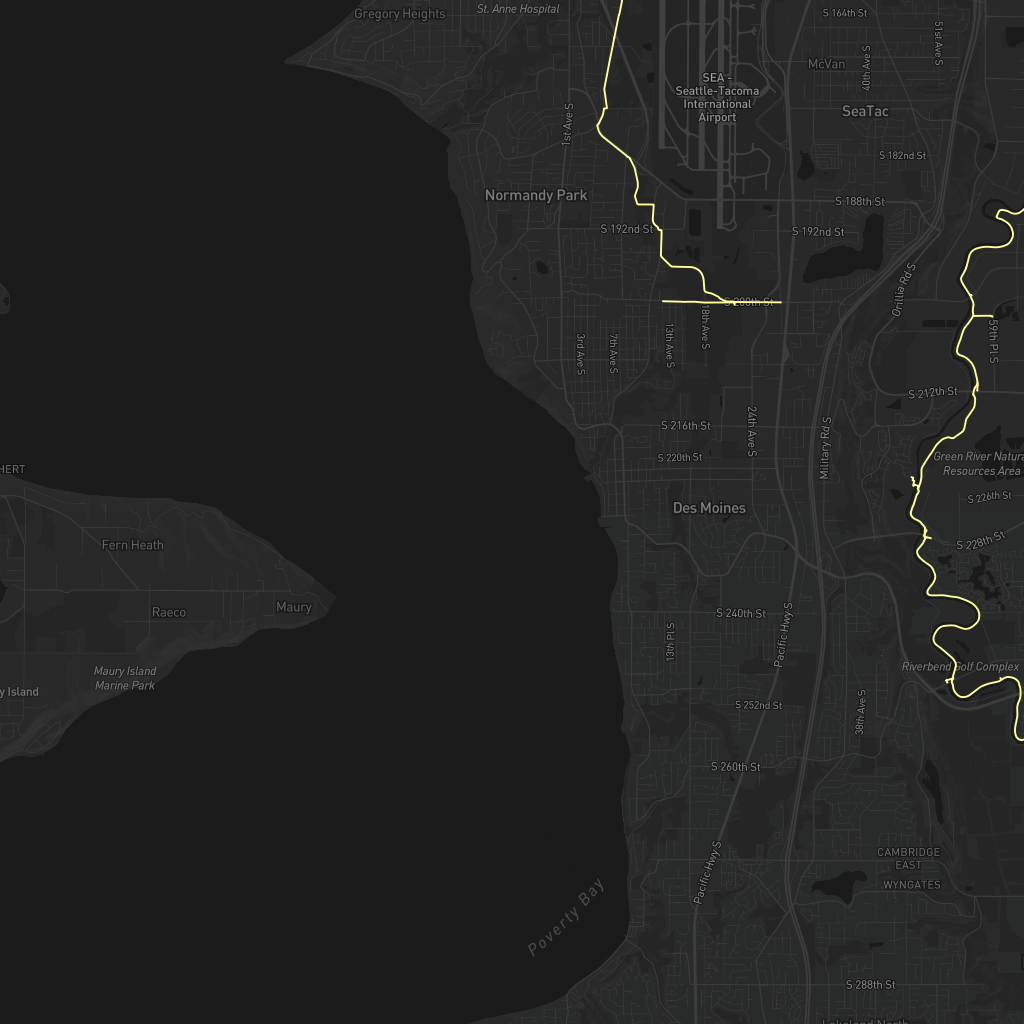 St. Anne Hospital
Gregory Heights
S 164th St
51st Ave S
McVan
40th Ave S
SEA -
Seattle-Tacoma
International
Airport
SeaTac
1st Ave S
S 182nd St
Normandy Park
S 188th St
S 192nd St
S 192nd St
Orillia Rd S
S 200th St
18th Ave S
13th Ave S
3rd Ave S
7th Ave S
59th Pl S
S 212th St
24th Ave S
S 216th St
Military Rd S
S 220th St
Green River Natura
Resources Area
HERT
S 226th St
Des Moines
S 228th St
Fern Heath
Maury
Raeco
S 240th St
Pacific Hwy S
13th Pl S
Maury Island
Marine Park
Riverbend Golf Complex
y Island
S 252nd St
38th Ave S
S 260th St
CAMBRIDGE
EAST
WYNGATES
Pacific Hwy S
Poverty Bay
S 288th St
Lakeland North